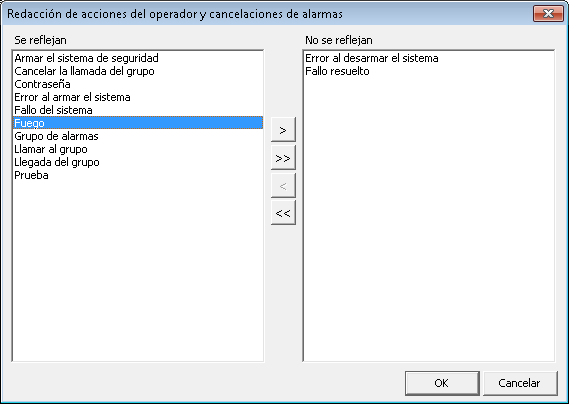 Redacción de acciones del operador y cancelaciones de alarmas
Se reflejan
Armar el sistema de seguridad
Cancelar la llamada del grupo
Contraseña
Error al armar el sistema
Fallo del sistema
Fuego
Grupo de alarmas
Llamar al grupo
Llegada del grupo
Prueba
>
>>
<
<<
No se reflejan
Error al desarmar el sistema
Fallo resuelto
OK
Cancelar